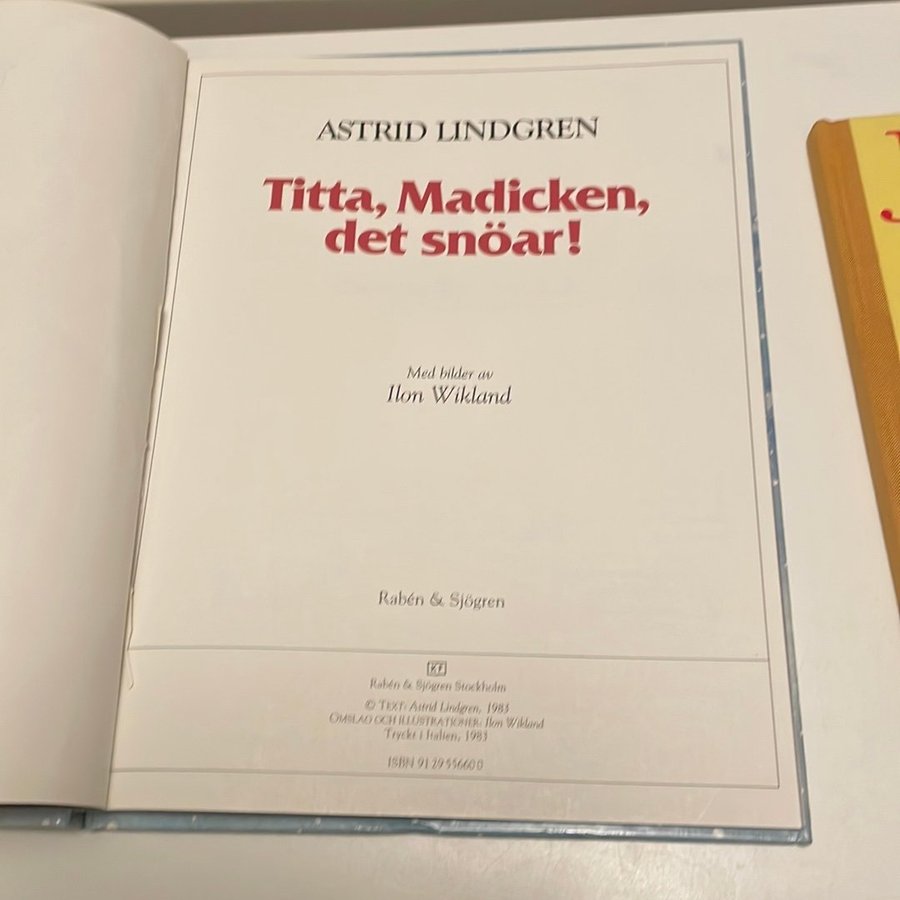 ASTRID LINDGREN
Titta, Madicken,
det snöar!
Med bilder av
Ilon Wikland
Rabén & Sjögren
KF
Rabén & Sjögren Stockholm
© TEXT: Astrid Lindgren, 1983
OMSLAG OCH ILLUSTRATIONER: Ilon Wikland
Tryckt i Italien, 1983
ISBN 91 29 55660 0